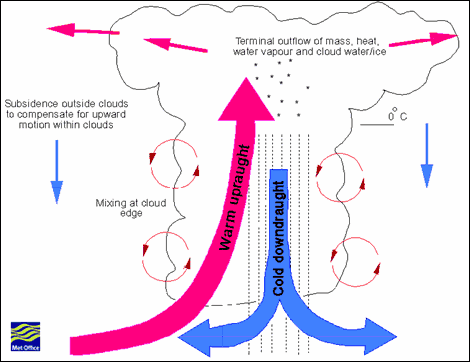 Terminal outflow of mass, heat,
water vapour and cloud water/ice
Subsidence outside clouds
to compensate for upward
motion within clouds
0° C
Mixing at cloud
edge
Warm upraught
Cold downdraught
Met Office